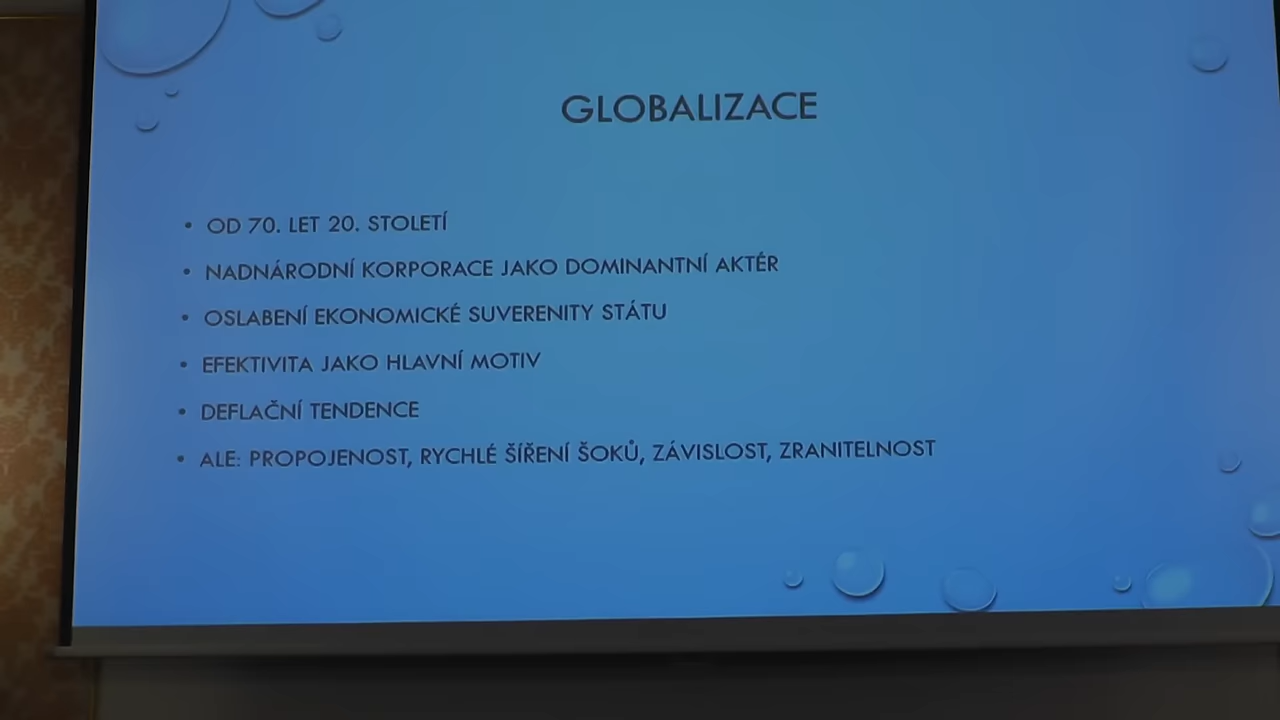 GLOBALIZACE
• OD 70. LET 20. STOLETÍ
• NADNÁRODNÍ KORPORACE JAKO DOMINANTNÍ AKTÉR
• OSLABENÍ EKONOMICKÉ SUVERENITY STÁTU
• EFEKTIVITA JAKO HLAVNÍ MOTIV
• DEFLAČNÍ TENDENCE
• ALE: PROPOJENOST, RYCHLÉ ŠÍŘENÍ ŠOKŮ, ZÁVISLOST, ZRANITELNOST